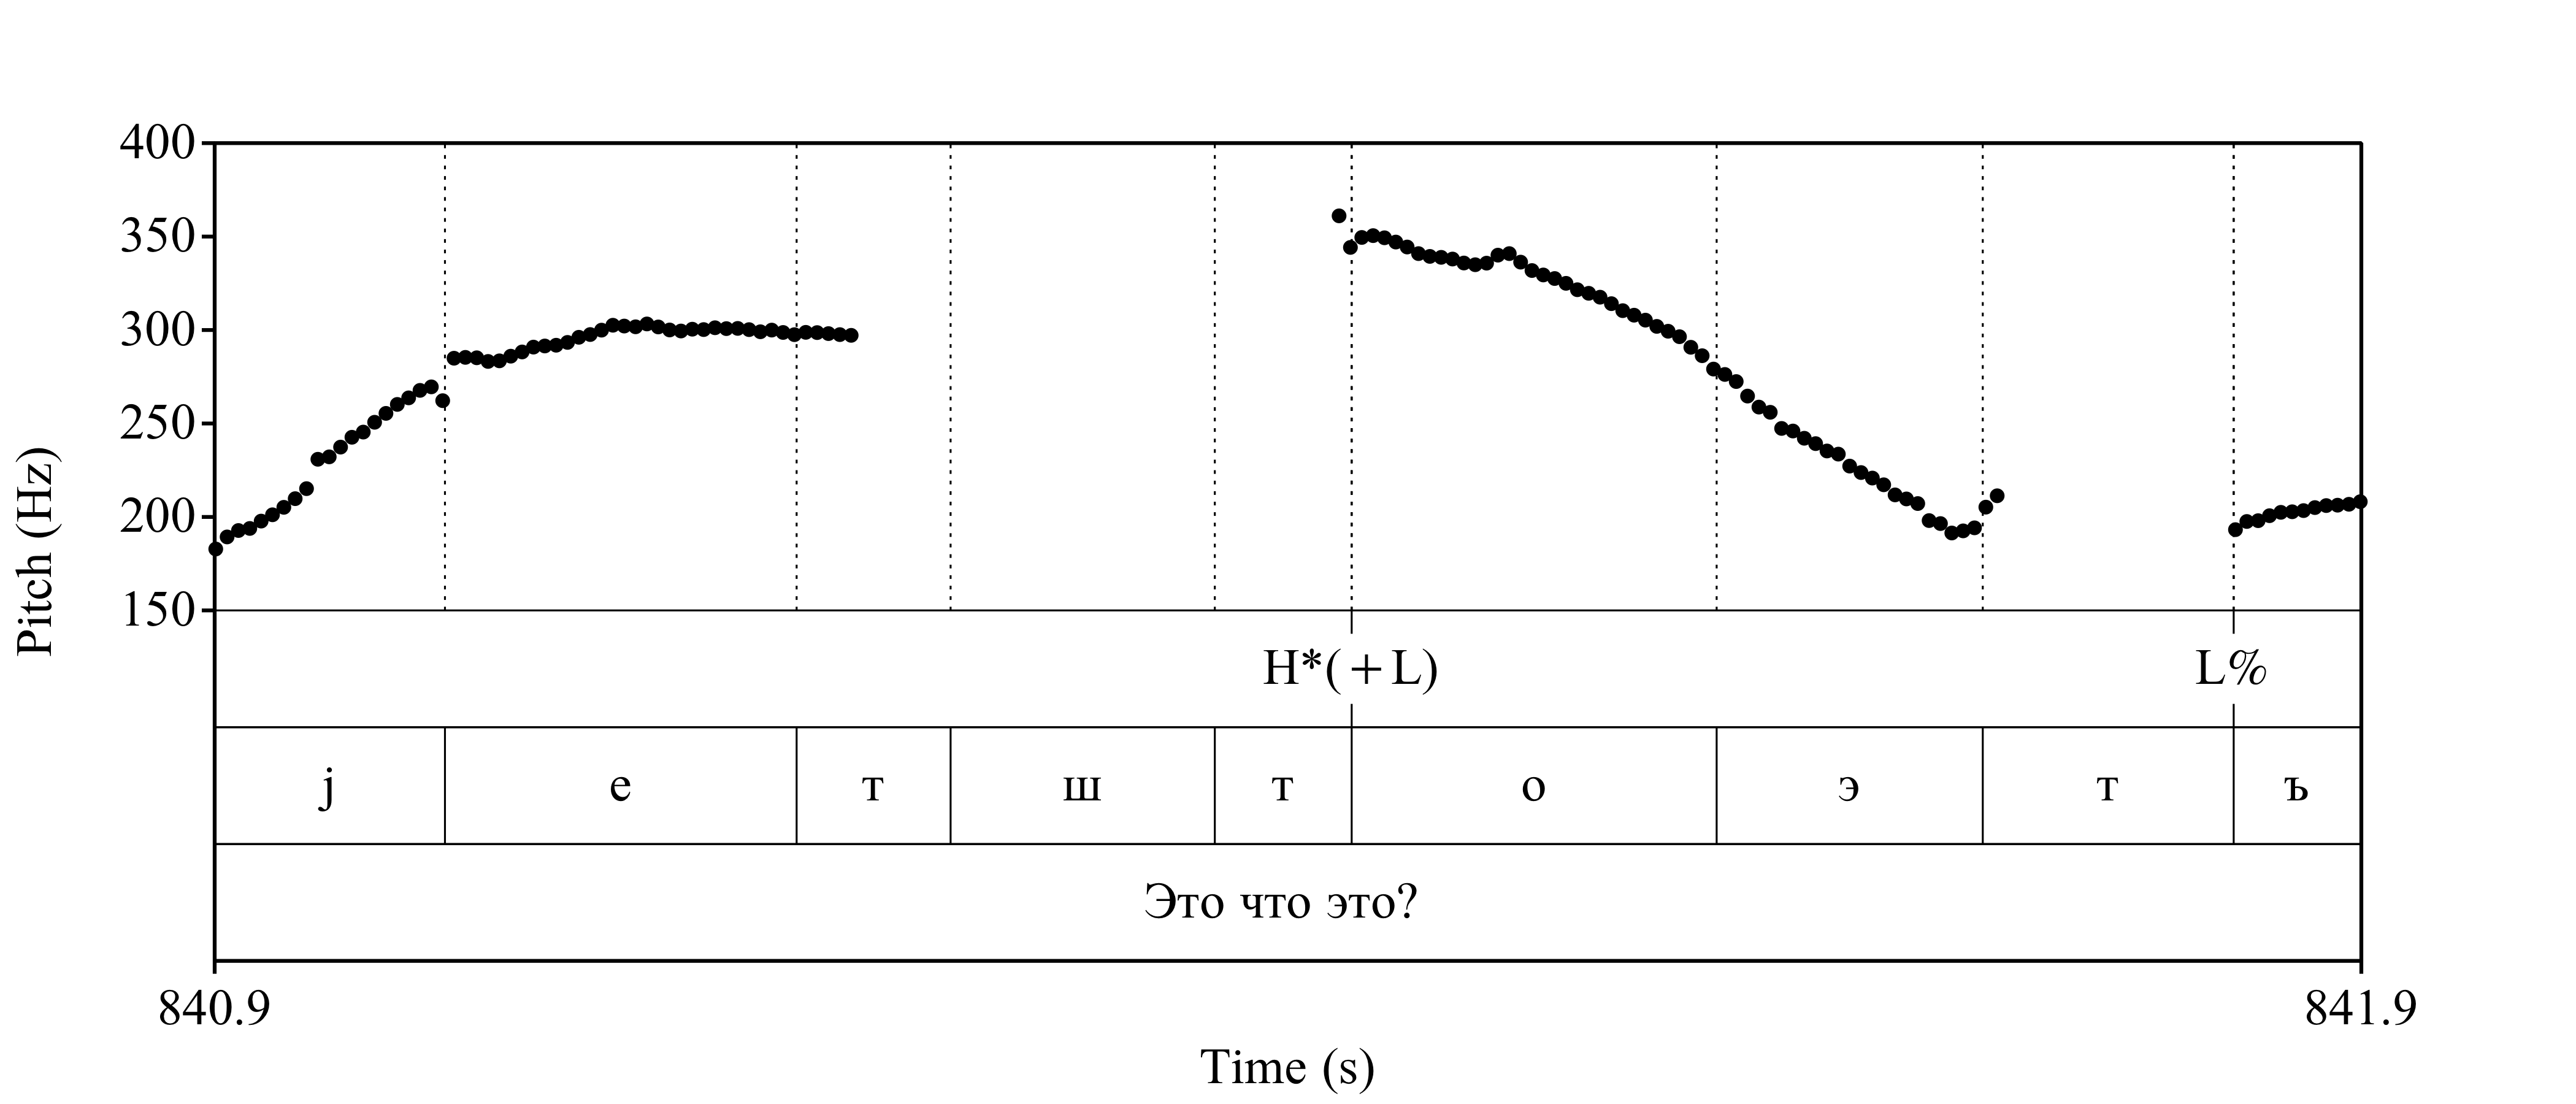 400
350
300
250
200
150
Pitch (Hz)
H*(+L) L%
j е т ш т о э т ъ
Это что это?
840.9 841.9
Time (s)